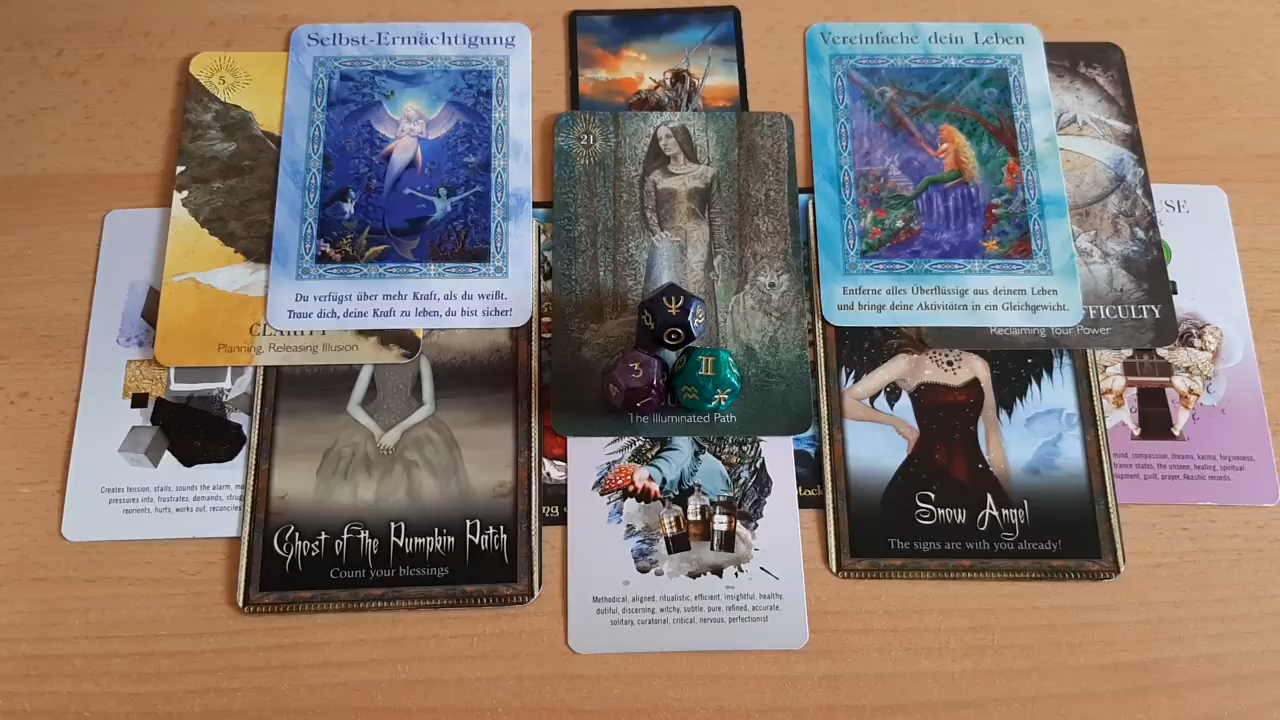 Selbst-Ermächtigung
Du verfügst über mehr Kraft, als du weißt.
Traue dich, deine Kraft zu leben, du bist sicher!
5
CLARITY
Planning, Releasing Illusion
Creates tension, stalls, sounds the alarm,
pressures into, frustrates, demands,
reorients, hurts, works out, reconciles
Ghost of the Pumpkin Patch
Count your blessings
21
The Illuminated Path
3
Methodical, aligned, ritualistic, efficient, insightful, healthy,
dutiful, discerning, witchy, subtle, pure, refined, accurate,
solitary, curatorial, critical, nervous, perfectionist
Vereinfache dein Leben
Entferne alles Überflüssige aus deinem Leben
und bringe deine Aktivitäten in ein Gleichgewicht.
FFICULTY
Reclaiming Your Power
Snow Angel
The signs are with you already!
USE
mind, compassion, dreams, karma, forgiveness,
trance states, the unseen, healing, spiritual
lopment, guilt, prayer, Akashic records.